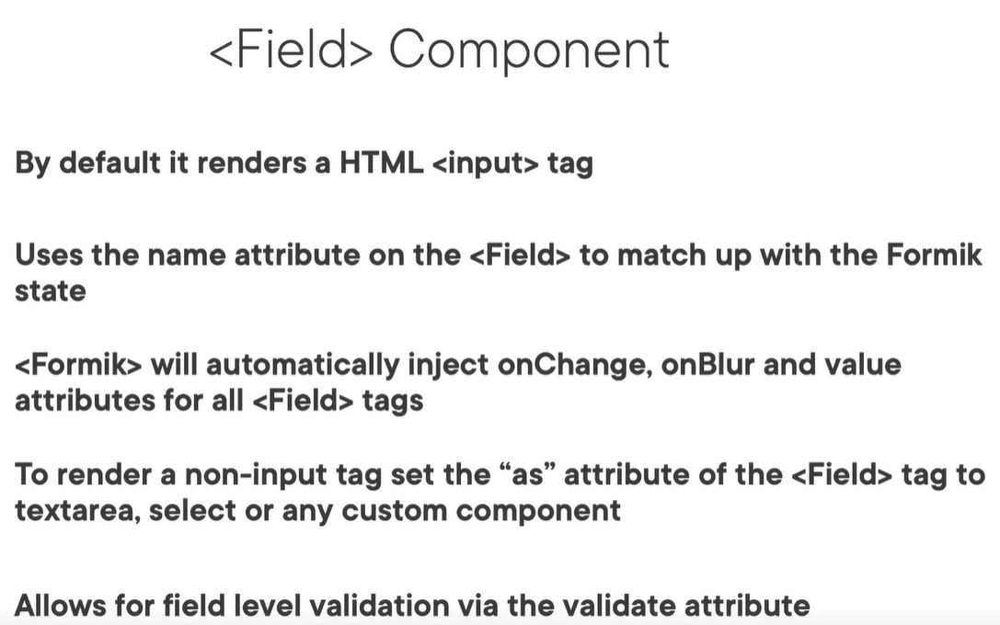 <Field> Component
By default it renders a HTML <input> tag
Uses the name attribute on the <Field> to match up with the Formik
state
<Formik> will automatically inject onChange, onBlur and value
attributes for all <Field> tags
To render a non-input tag set the “as” attribute of the <Field> tag to
textarea, select or any custom component
Allows for field level validation via the validate attribute